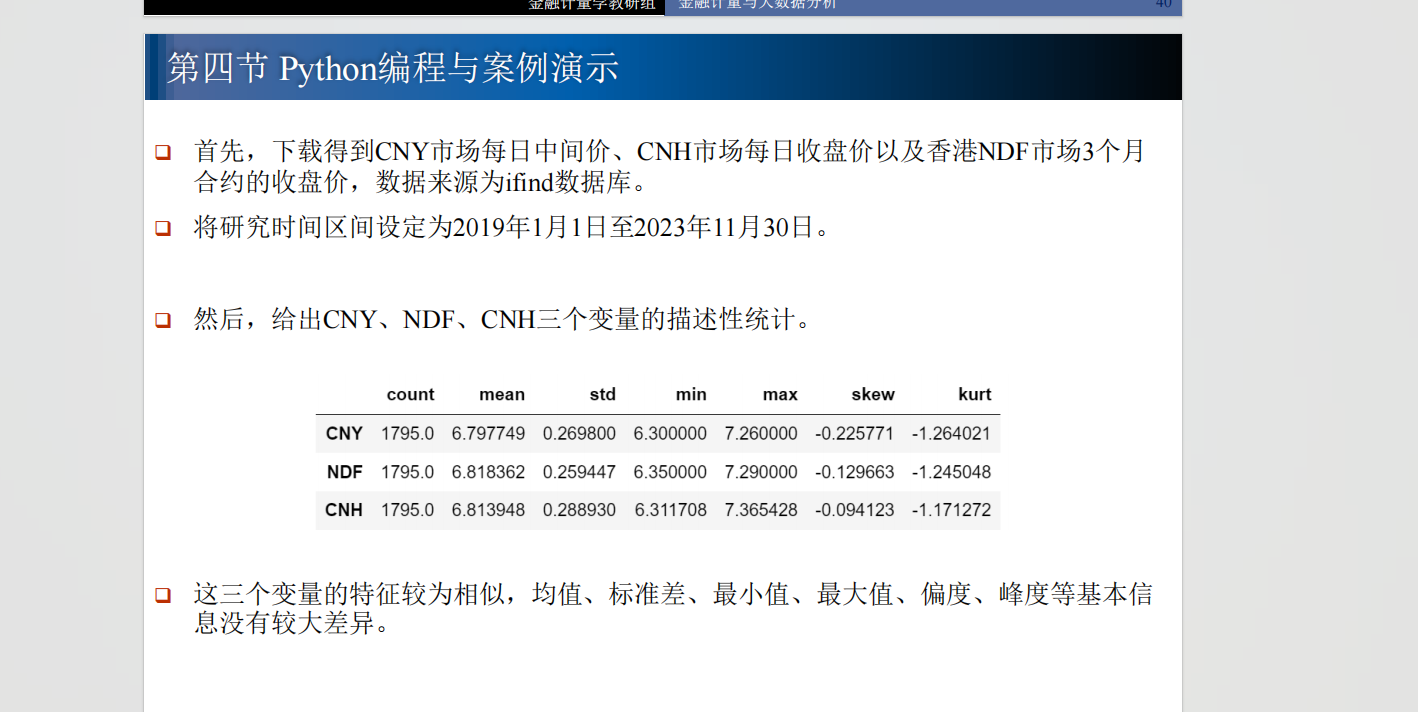 金融计量学教研组 金融计量与大数据分析 40
第四节 Python编程与案例演示
首先，下载得到CNY市场每日中间价、CNH市场每日收盘价以及香港NDF市场3个月
合约的收盘价，数据来源为ifind数据库。
将研究时间区间设定为2019年1月1日至2023年11月30日。
然后，给出CNY、NDF、CNH三个变量的描述性统计。
count mean std min max skew kurt
CNY 1795.0 6.797749 0.269800 6.300000 7.260000 -0.225771 -1.264021
NDF 1795.0 6.818362 0.259447 6.350000 7.290000 -0.129663 -1.245048
CNH 1795.0 6.813948 0.288930 6.311708 7.365428 -0.094123 -1.171272
这三个变量的特征较为相似，均值、标准差、最小值、最大值、偏度、峰度等基本信
息没有较大差异。